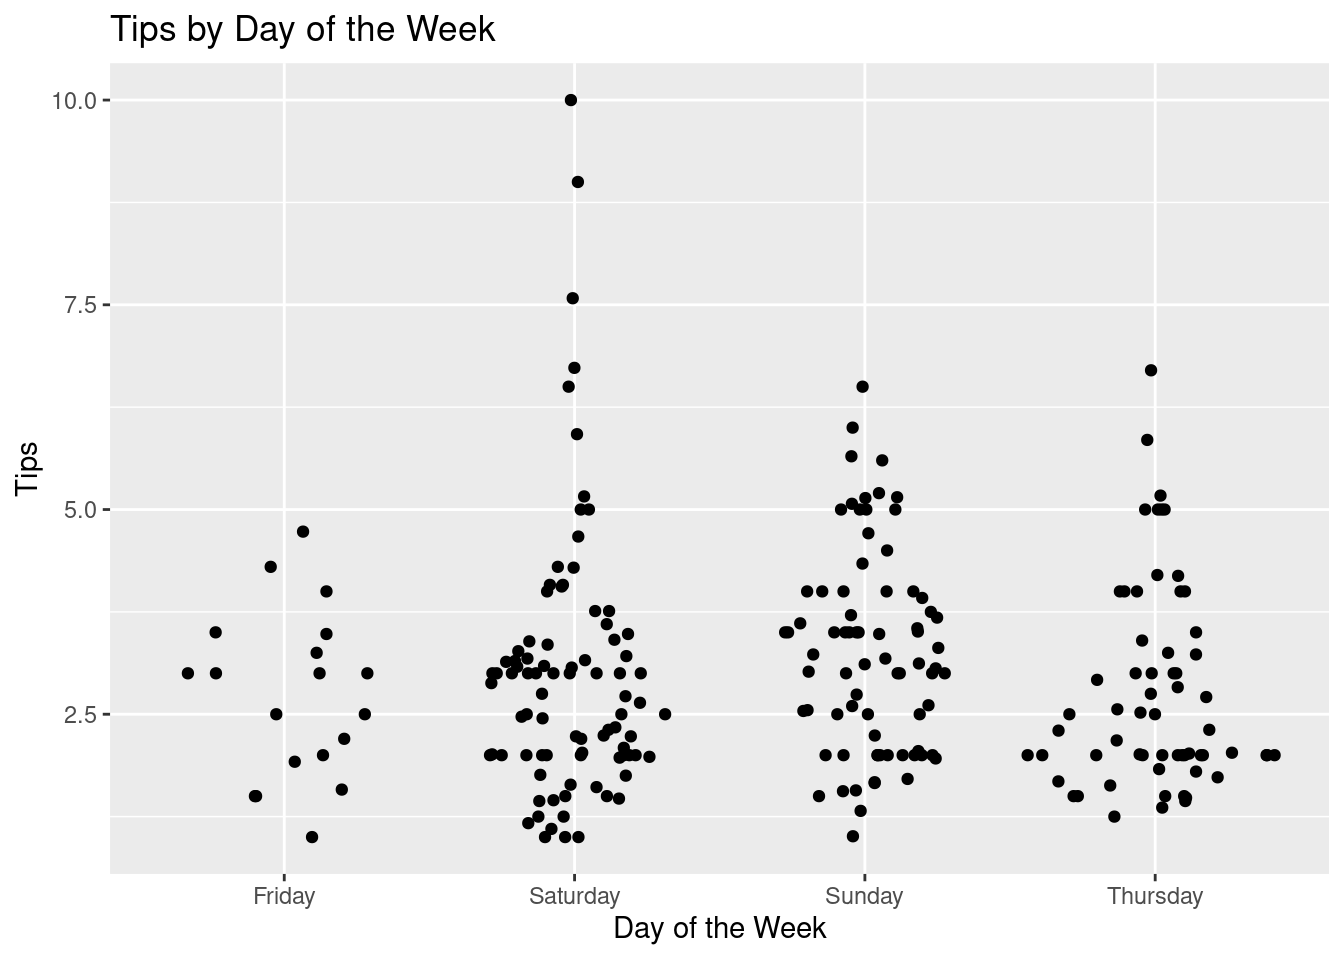 Tips by Day of the Week
10.0
7.5
5.0
2.5
Tips
Friday
Saturday
Sunday
Thursday
Day of the Week